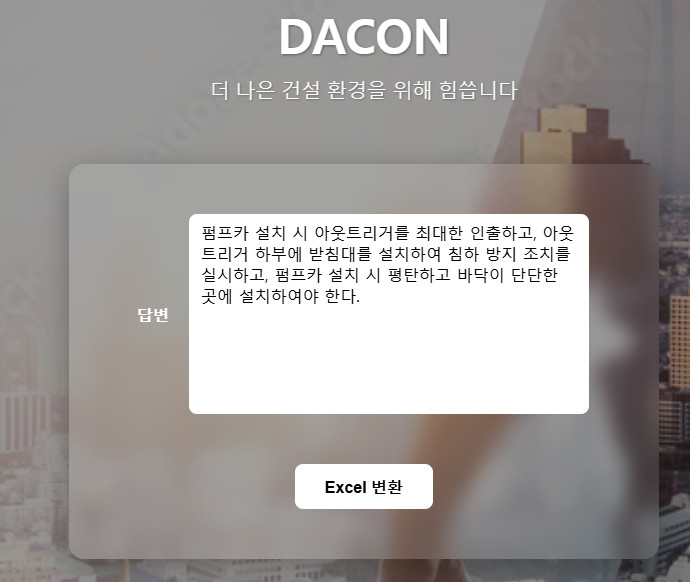 DACON
더 나은 건설 환경을 위해 힘씁니다
펌프카 설치 시 아웃트리거를 최대한 인출하고, 아웃
트리거 하부에 받침대를 설치하여 침하 방지 조치를
실시하고, 펌프카 설치 시 평탄하고 바닥이 단단한
곳에 설치하여야 한다.
답변
Excel 변환